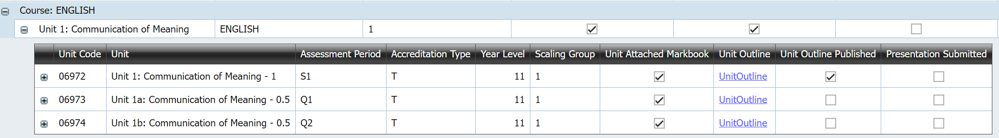 Course: ENGLISH
Unit 1: Communication of Meaning ENGLISH 1
Unit Code Unit Assessment Period Accreditation Type Year Level Scaling Group Unit Attached Markbook Unit Outline Unit Outline Published Presentation Submitted
06972 Unit 1: Communication of Meaning - 1 S1 T 11 1 UnitOutline
06973 Unit 1a: Communication of Meaning - 0.5 Q1 T 11 1 UnitOutline
06974 Unit 1b: Communication of Meaning - 0.5 Q2 T 11 1 UnitOutline